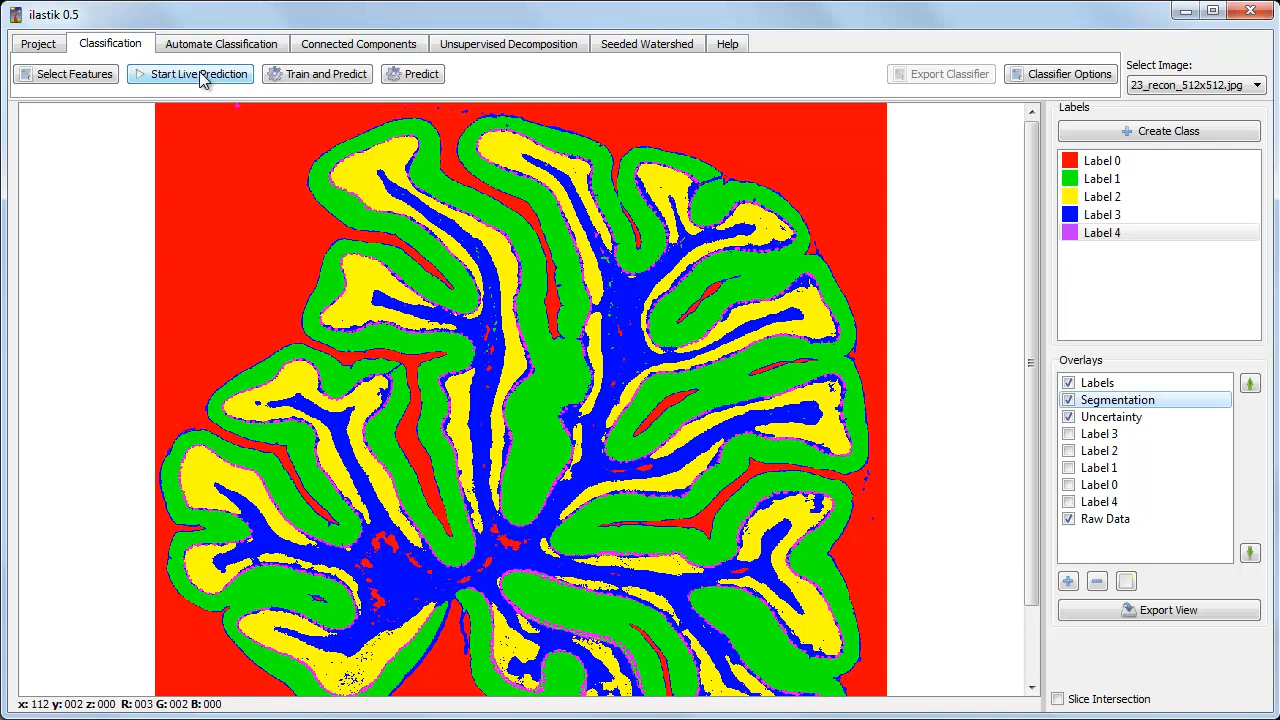 ilastik 0.5
Project Classification Automate Classification Connected Components Unsupervised Decomposition Seeded Watershed Help
Select Features Start Live Prediction Train and Predict Predict Export Classifier Classifier Options
Select Image:
23_recon_512x512.jpg
Labels
Create Class
Label 0
Label 1
Label 2
Label 3
Label 4
Overlays
Labels
Segmentation
Uncertainty
Label 3
Label 2
Label 1
Label 0
Label 4
Raw Data
Export View
Slice Intersection
x: 112 y: 002 z: 000 R: 003 G: 002 B: 000